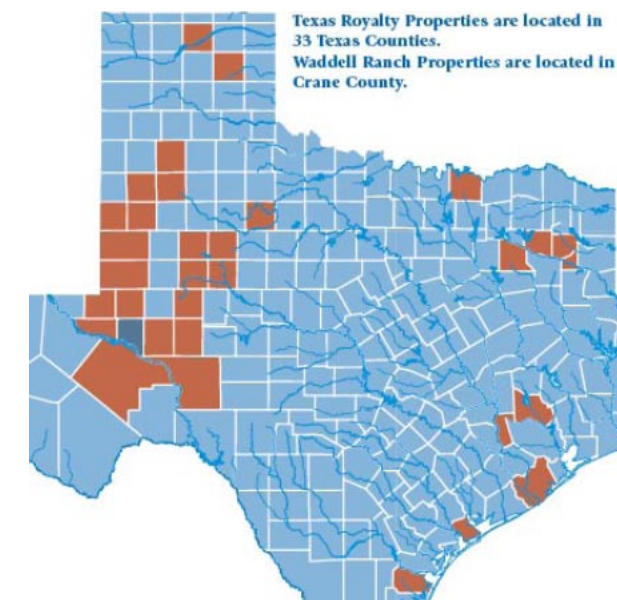 Texas Royalty Properties are located in
33 Texas Counties.
Waddell Ranch Properties are located in
Crane County.